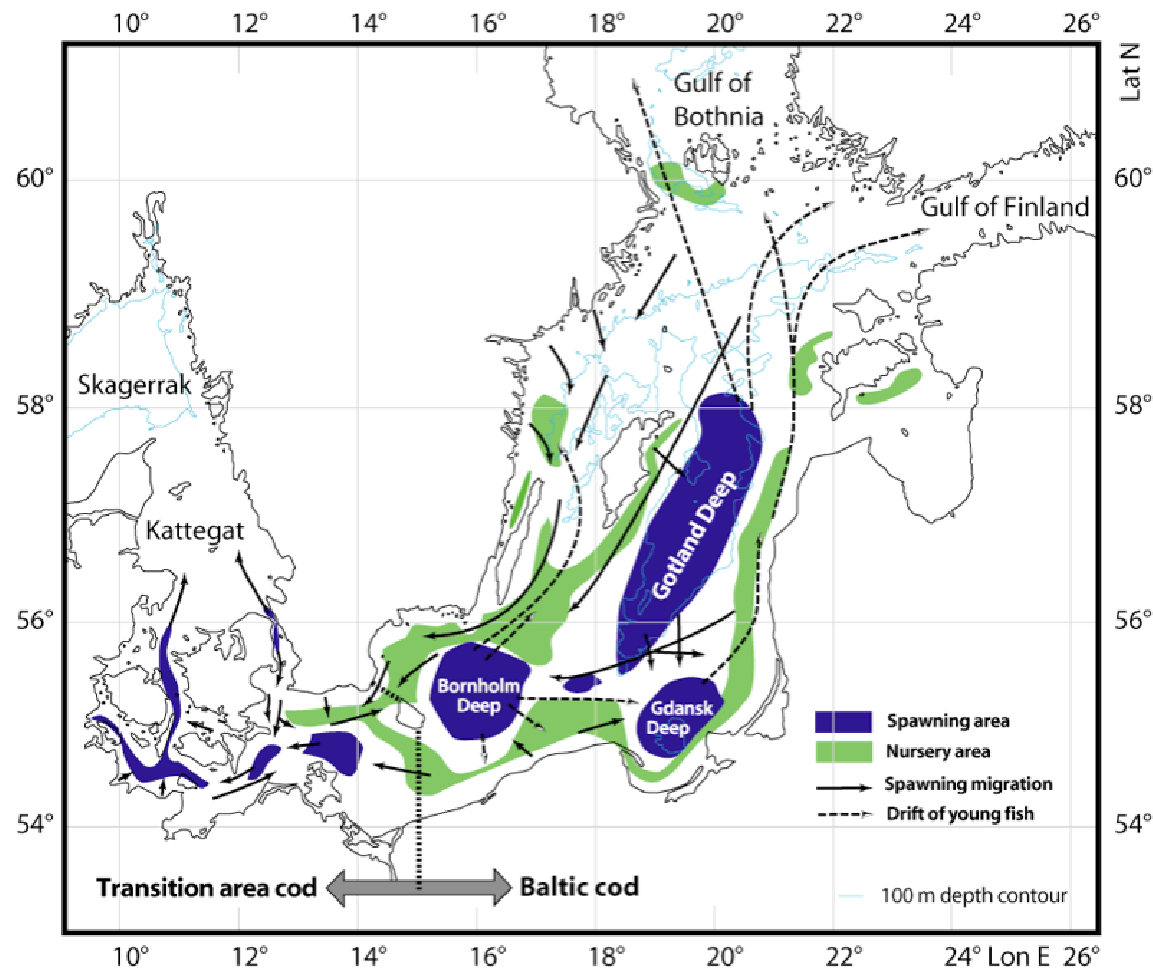 10° 12° 14° 16° 18° 20° 22° 24° 26°
Lat N
Gulf of
Bothnia
60° 60°
Gulf of Finland
Skagerrak
58° 58°
Kattegat
Gotland Deep
56° 56°
Bornholm
Deep
Gdansk
Deep
Spawning area
Nursery area
Spawning migration
Drift of young fish
54° 54°
Transition area cod Baltic cod
100 m depth contour
10° 12° 14° 16° 18° 20° 22° 24° Lon E 26°